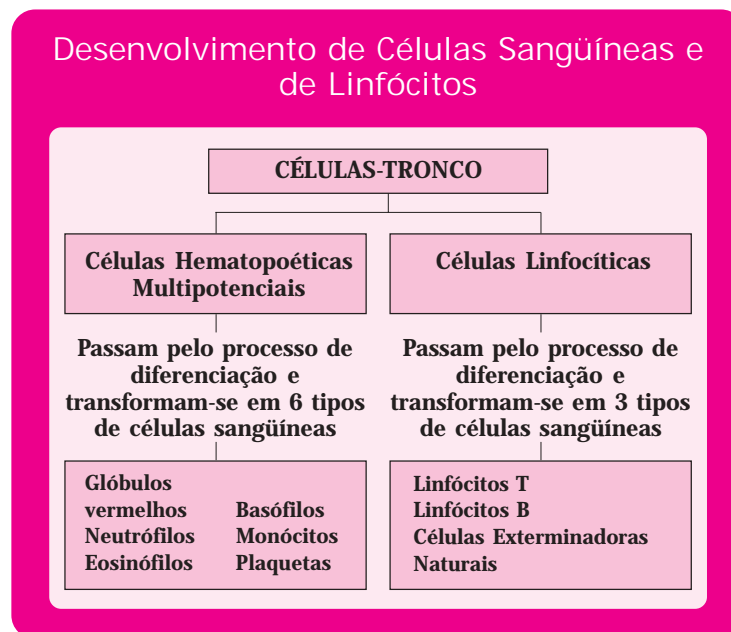 Desenvolvimento de Células Sangüíneas e
de Linfócitos
CÉLULAS-TRONCO
Células Hematopoéticas
Multipotenciais
Passam pelo processo de
diferenciação e
transformam-se em 6 tipos
de células sangüíneas
Glóbulos
vermelhos
Neutrófilos
Eosinófilos
Basófilos
Monócitos
Plaquetas
Células Linfocíticas
Passam pelo processo de
diferenciação e
transformam-se em 3 tipos
de células sangüíneas
Linfócitos T
Linfócitos B
Células Exterminadoras
Naturais